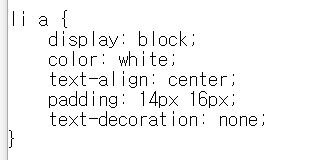 li a {
    display: block;
    color: white;
    text-align: center;
    padding: 14px 16px;
    text-decoration: none;
}